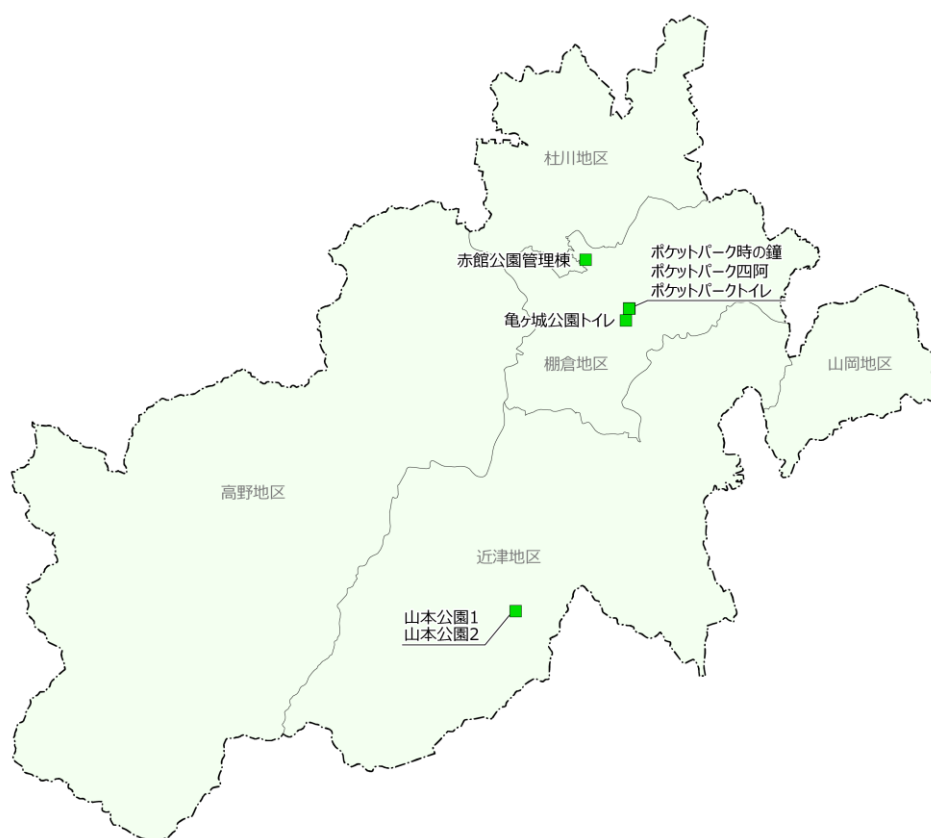 杜川地区
赤館公園管理棟
ポケットパーク時の鐘
ポケットパーク四阿
ポケットパークトイレ
亀ヶ城公園トイレ
棚倉地区
山岡地区
高野地区
近津地区
山本公園1
山本公園2